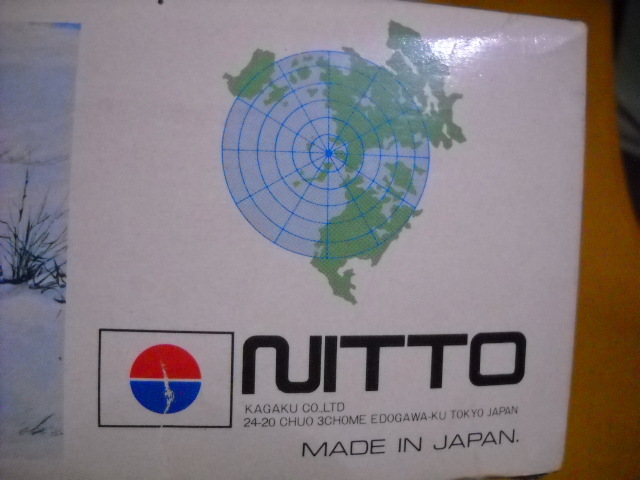 NITTO
KAGAKU CO.,LTD
24-20 CHUO 3CHOME EDOGAWA-KU TOKYO JAPAN
MADE IN JAPAN.